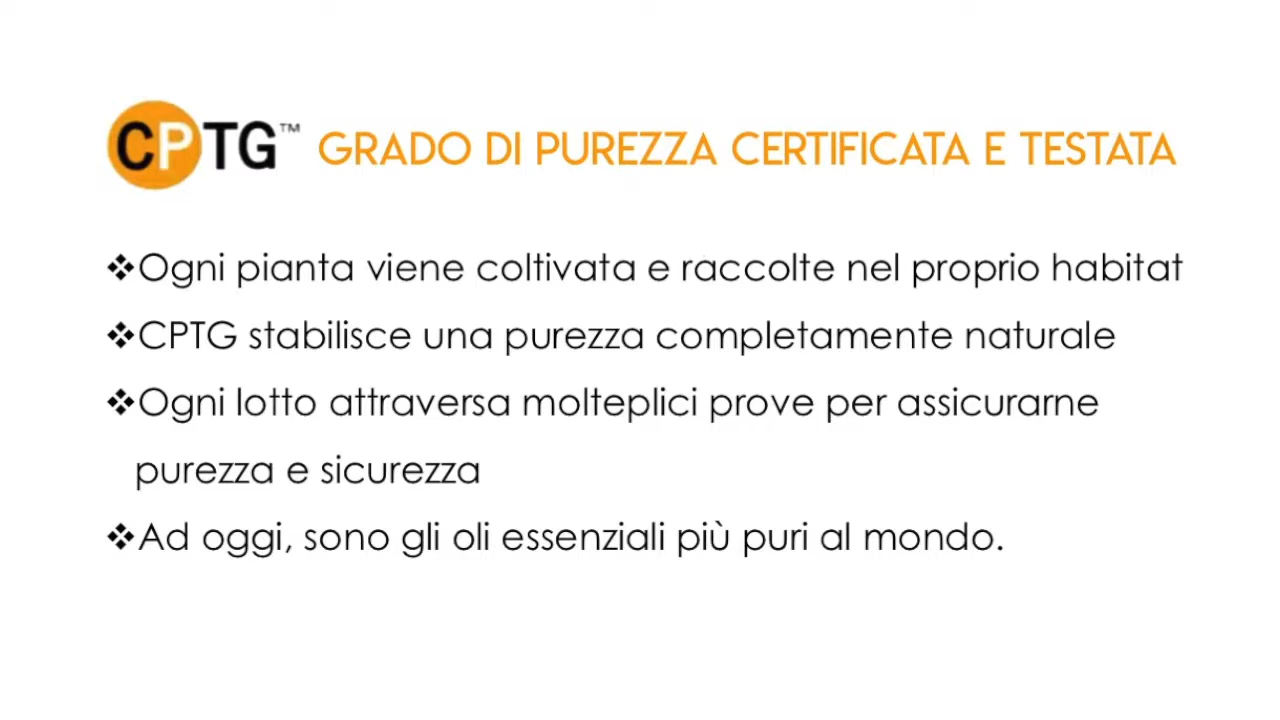 CPTG™ GRADO DI PUREZZA CERTIFICATA E TESTATA
❖Ogni pianta viene coltivata e raccolte nel proprio habitat
❖CPTG stabilisce una purezza completamente naturale
❖Ogni lotto attraversa molteplici prove per assicurarne
purezza e sicurezza
❖Ad oggi, sono gli oli essenziali più puri al mondo.